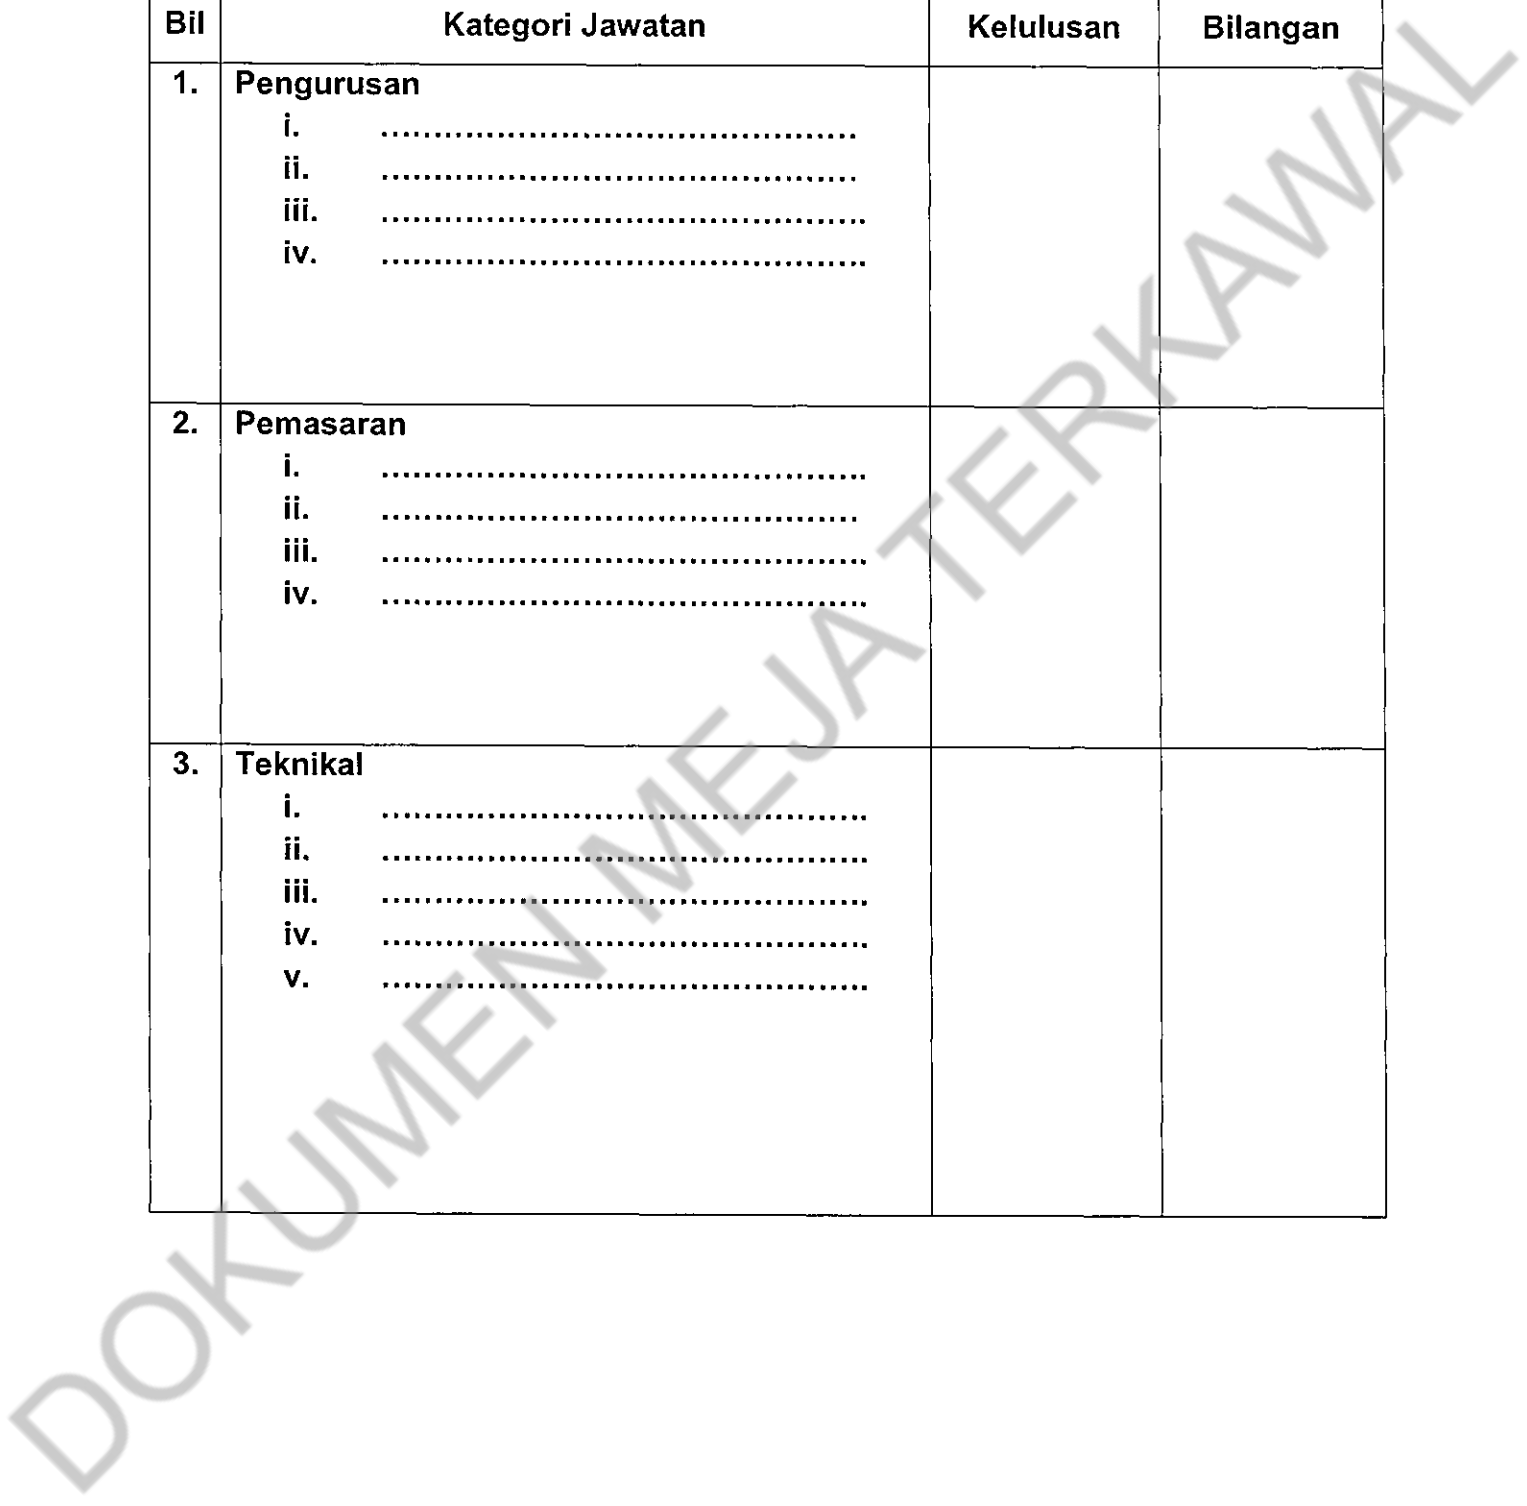 Bil Kategori Jawatan Kelulusan Bilangan
1. Pengurusan
i. ............................................
ii. ............................................
iii. .............................................
iv. .............................................
2. Pemasaran
i. .............................................
ii. ............................................
iii. .............................................
iv. .............................................
3. Teknikal
i. .............................................
ii. .............................................
iii. .............................................
iv. .............................................
v. .............................................
DOKUMEN MEJA TERKAWAL